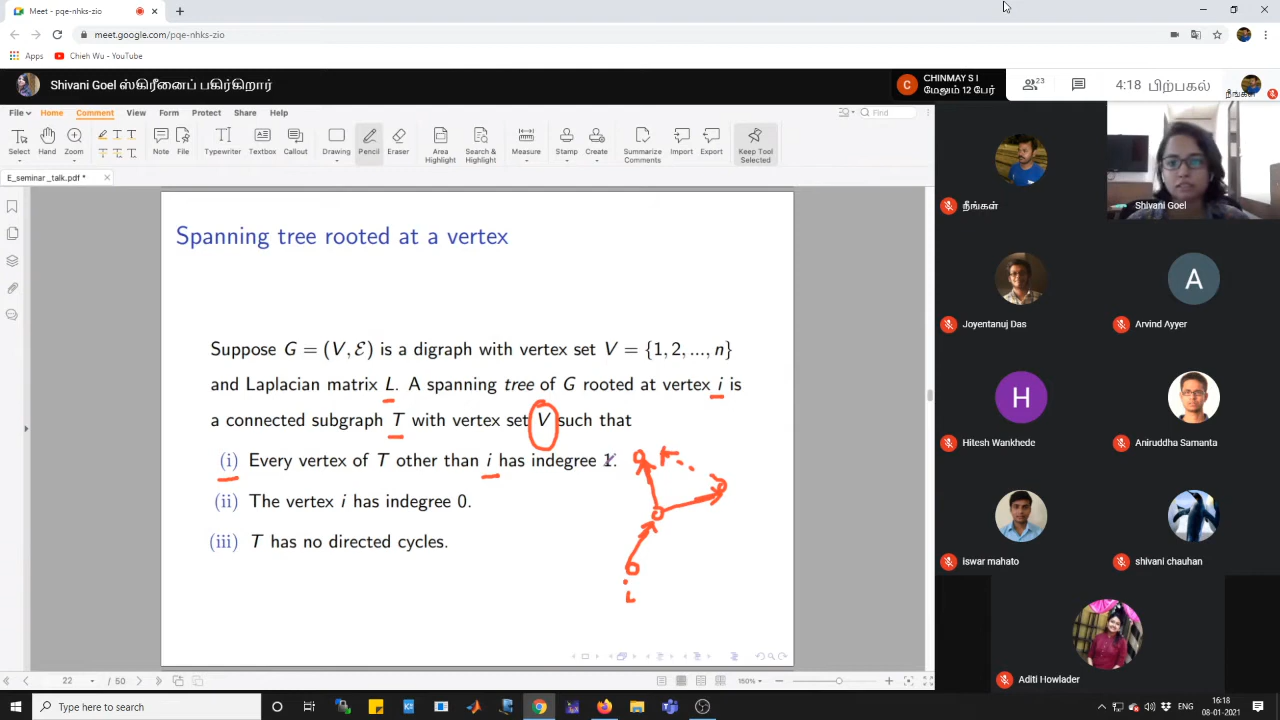 Meet - pqe-nhks-zio
meet.google.com/pqe-nhks-zio
Apps Chieh Wu - YouTube
Shivani Goel ஸ்கிரீனைப் பகிர்கிறார்
C CHINMAY S I
மேலும் 12 பேர்
23
4:18 பிற்பகல்
நீங்கள்
File Home Comment View Form Protect Share Help
Find
Select Hand Zoom Note File Typewriter Textbox Callout Drawing Pencil Eraser Area Highlight Search & Highlight Measure Stamp Create Summarize Comments Import Export Keep Tool Selected
E_seminar _talk.pdf *
Spanning tree rooted at a vertex
Suppose G = (V, ℰ) is a digraph with vertex set V = {1, 2, ..., n}
and Laplacian matrix L. A spanning tree of G rooted at vertex i is
a connected subgraph T with vertex set V such that
(i) Every vertex of T other than i has indegree 1.
(ii) The vertex i has indegree 0.
(iii) T has no directed cycles.
i
நீங்கள்
Shivani Goel
Joyentanuj Das
A
Arvind Ayyer
H
Hitesh Wankhede
Aniruddha Samanta
iswar mahato
shivani chauhan
Aditi Howlader
22 / 50
150%
Type here to search
ENG
16:18
08-01-2021